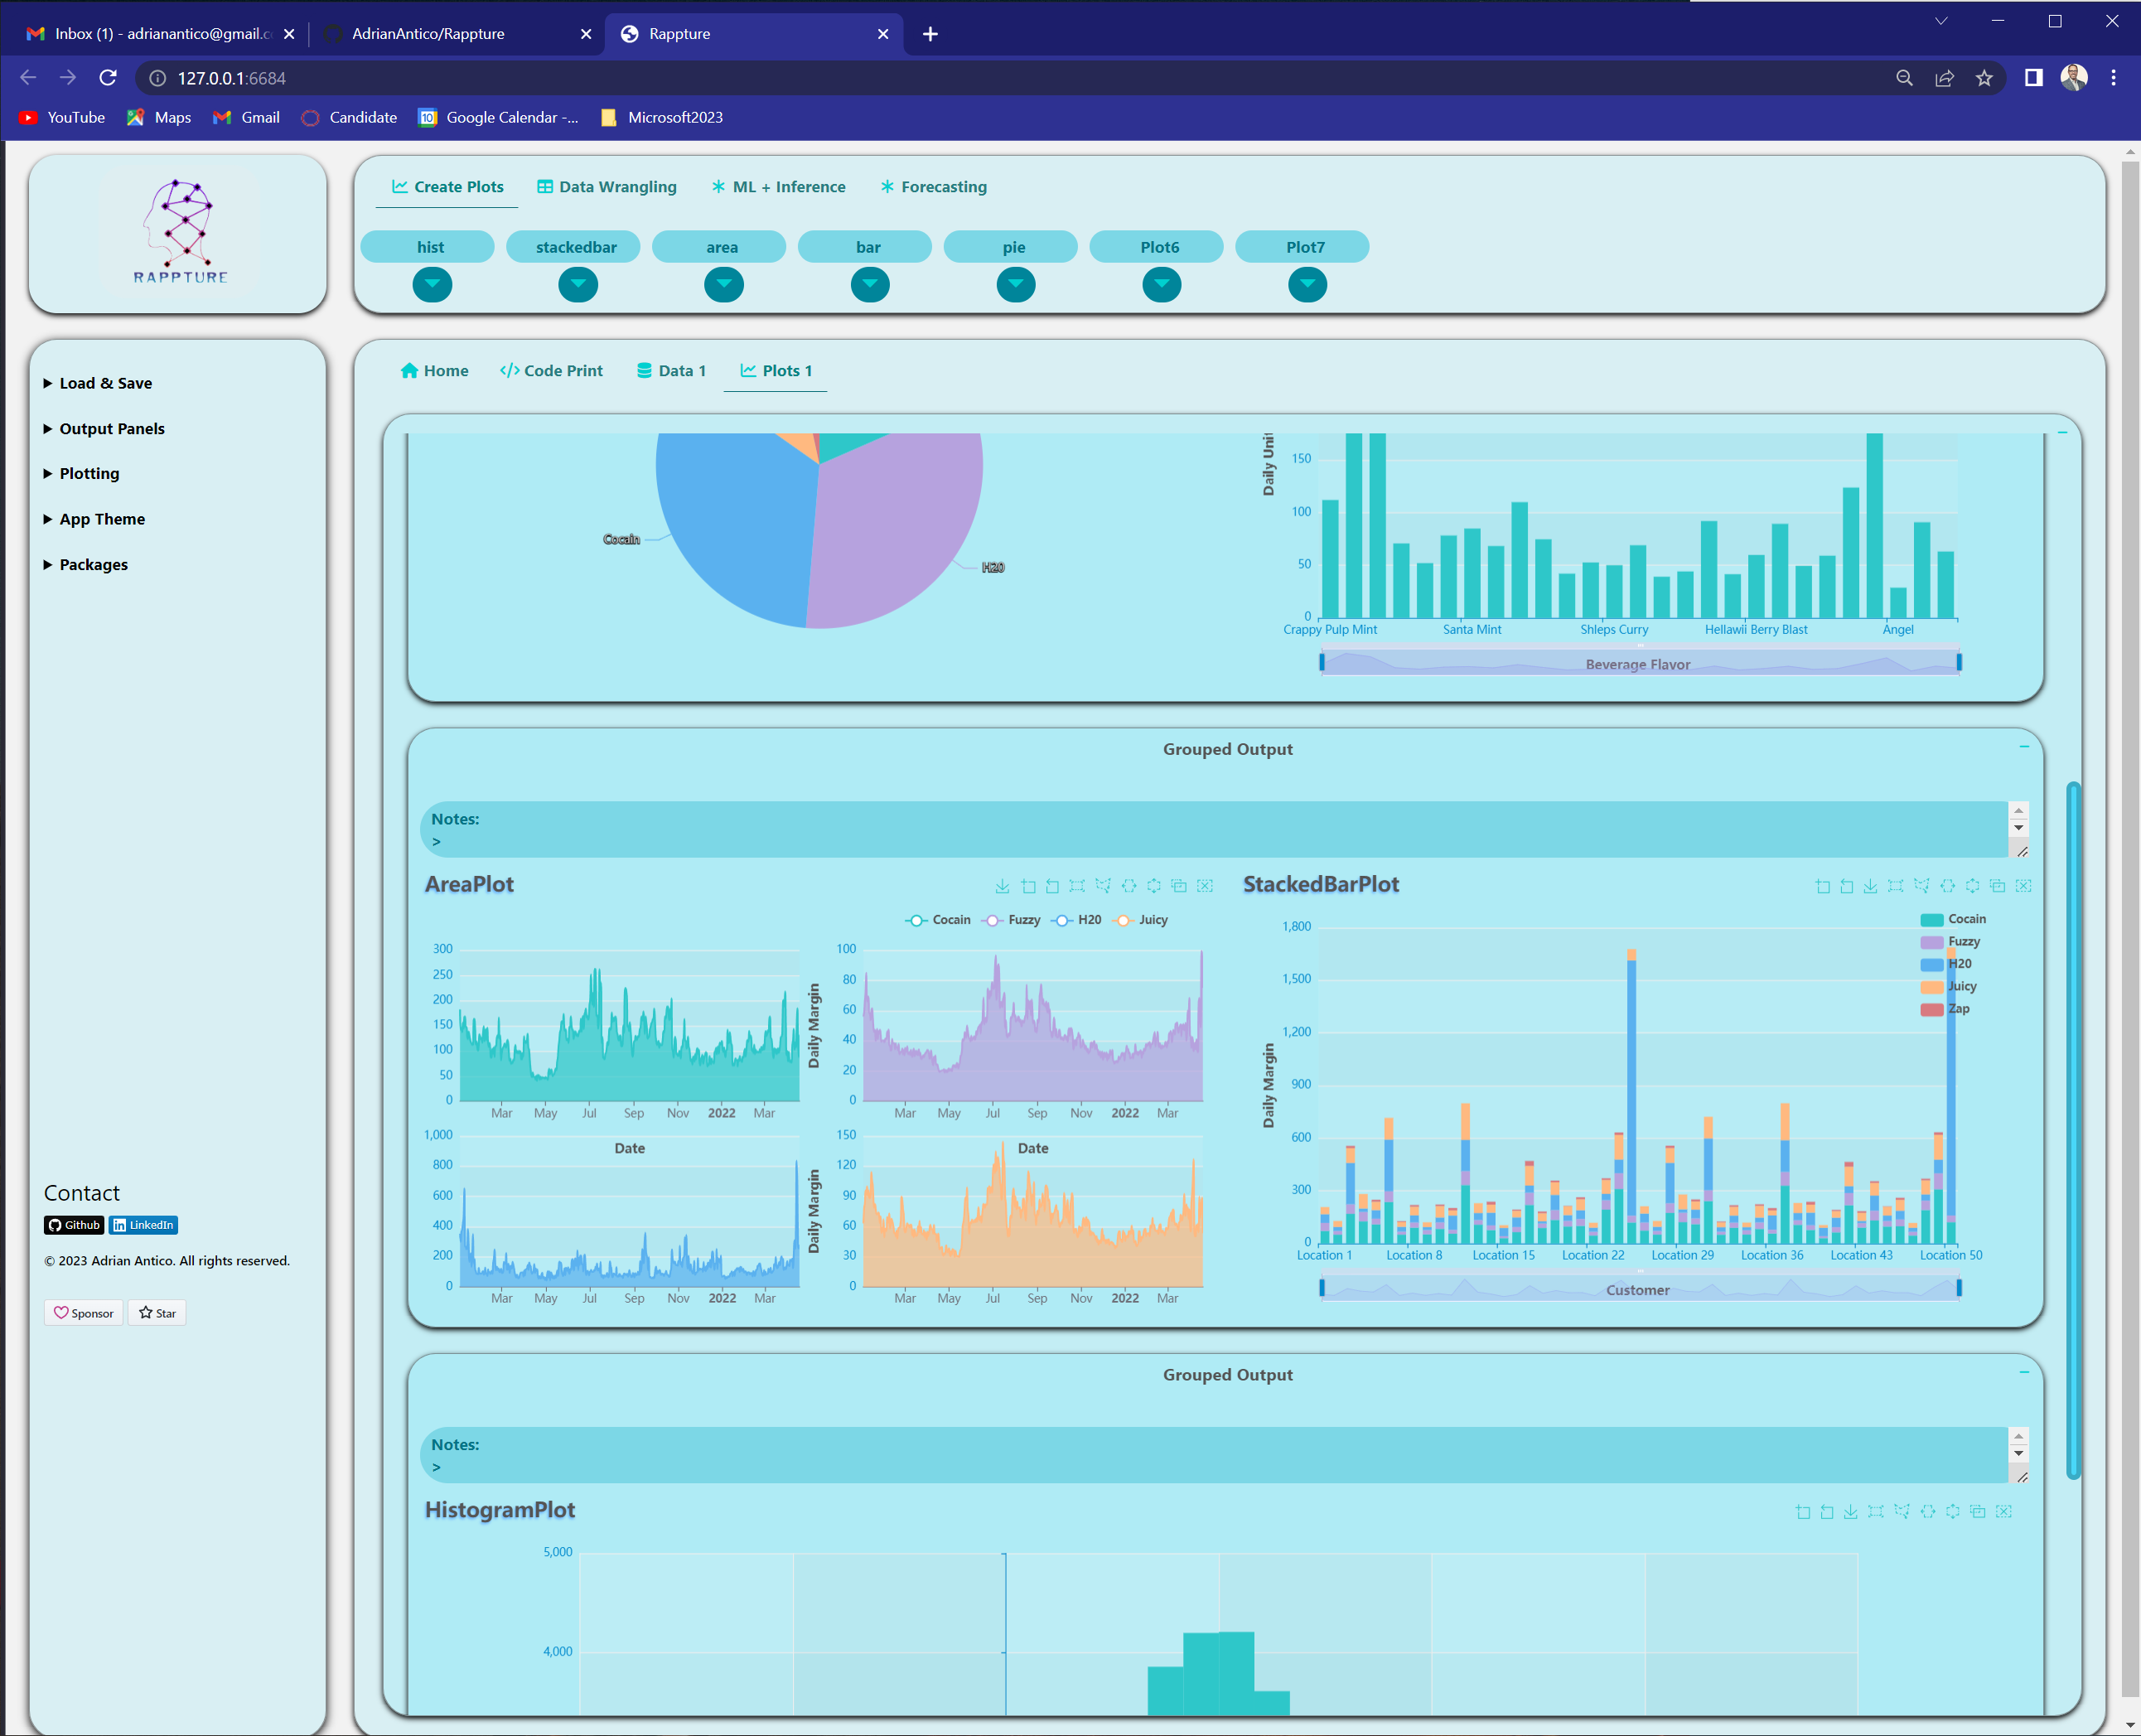 Inbox (1) - adrianantico@gmail.c
AdrianAntico/Rappture
Rappture
127.0.0.1:6684
YouTube
Maps
Gmail
Candidate
10
Google Calendar -...
Microsoft2023
RAPPTURE
Create Plots
Data Wrangling
ML + Inference
Forecasting
hist
stackedbar
area
bar
pie
Plot6
Plot7
Load & Save
Output Panels
Plotting
App Theme
Packages
Contact
Github
in LinkedIn
© 2023 Adrian Antico. All rights reserved.
Sponsor
Star
Home
</> Code Print
Data 1
Plots 1
Cocain
H20
Daily Unit
150
100
50
0
Crappy Pulp Mint
Santa Mint
Shleps Curry
Hellawii Berry Blast
Angel
Beverage Flavor
Grouped Output
Notes:
>
AreaPlot
Cocain
Fuzzy
H20
Juicy
300
250
200
150
100
50
0
Mar
May
Jul
Sep
Nov
2022
Mar
Date
Daily Margin
100
80
60
40
20
0
Mar
May
Jul
Sep
Nov
2022
Mar
Date
1,000
800
600
400
200
0
Mar
May
Jul
Sep
Nov
2022
Mar
Daily Margin
150
120
90
60
30
0
Mar
May
Jul
Sep
Nov
2022
Mar
StackedBarPlot
Cocain
Fuzzy
H20
Juicy
Zap
Daily Margin
1,800
1,500
1,200
900
600
300
0
Location 1
Location 8
Location 15
Location 22
Location 29
Location 36
Location 43
Location 50
Customer
Grouped Output
Notes:
>
HistogramPlot
5,000
4,000